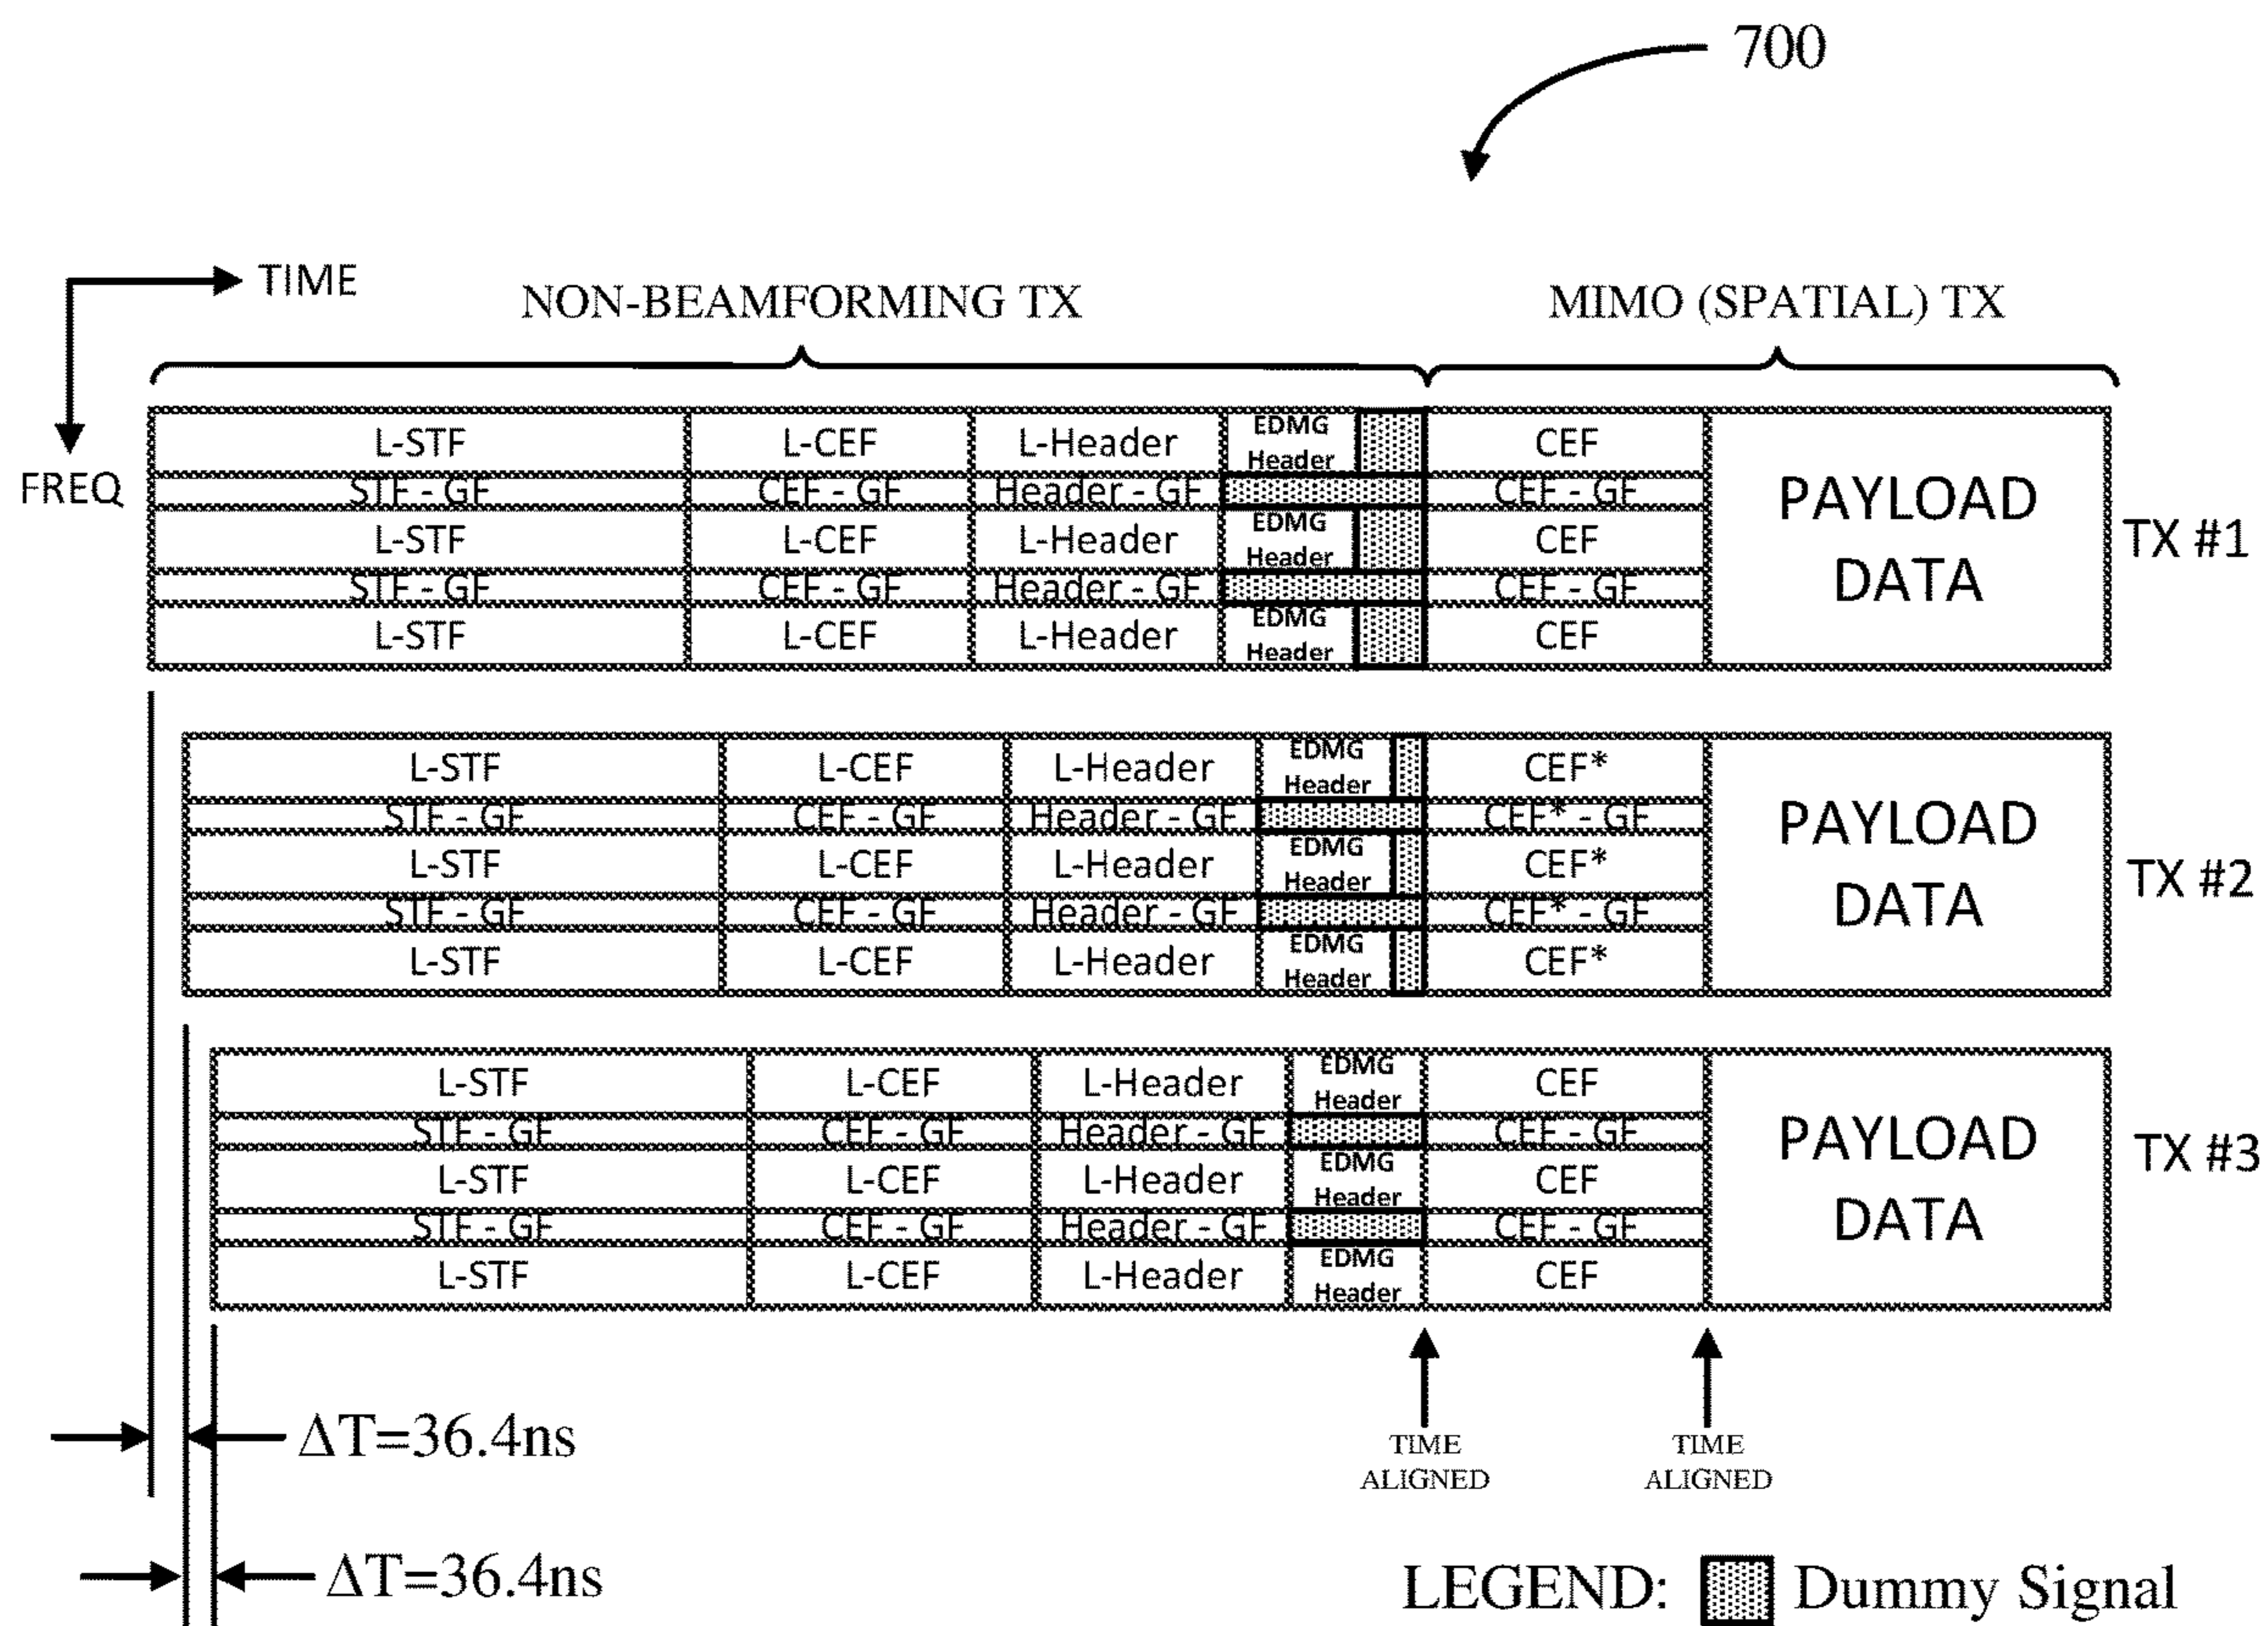 700
TIME
FREQ
NON-BEAMFORMING TX
MIMO (SPATIAL) TX
L-STF L-CEF L-Header EDMG Header CEF
STF - GF CEF - GF Header - GF CEF - GF
L-STF L-CEF L-Header EDMG Header CEF
STF - GF CEF - GF Header - GF CEF - GF
L-STF L-CEF L-Header EDMG Header CEF
PAYLOAD
DATA
TX #1
L-STF L-CEF L-Header EDMG Header CEF*
STF - GF CEF - GF Header - GF CEF* - GF
L-STF L-CEF L-Header EDMG Header CEF*
STF - GF CEF - GF Header - GF CEF* - GF
L-STF L-CEF L-Header EDMG Header CEF*
PAYLOAD
DATA
TX #2
L-STF L-CEF L-Header EDMG Header CEF
STF - GF CEF - GF Header - GF CEF - GF
L-STF L-CEF L-Header EDMG Header CEF
STF - GF CEF - GF Header - GF CEF - GF
L-STF L-CEF L-Header EDMG Header CEF
PAYLOAD
DATA
TX #3
ΔT=36.4ns
TIME
ALIGNED
TIME
ALIGNED
ΔT=36.4ns
LEGEND: Dummy Signal